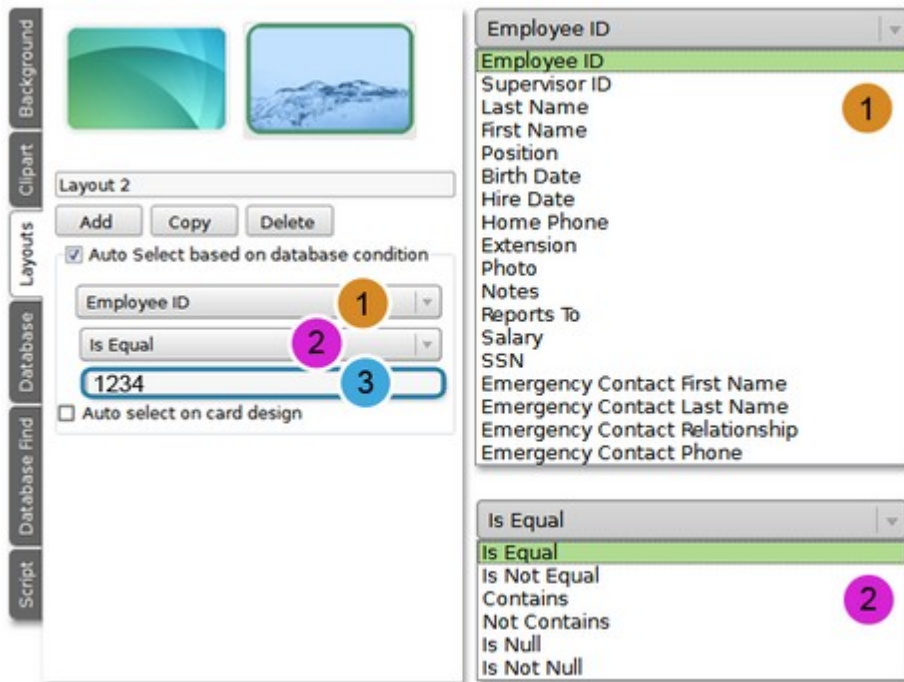 Background
Clipart
Layouts
Database
Database Find
Script
Layout 2
Add Copy Delete
Auto Select based on database condition
Employee ID 1
Is Equal 2
1234 3
Auto select on card design
Employee ID
Employee ID
Supervisor ID
Last Name 1
First Name
Position
Birth Date
Hire Date
Home Phone
Extension
Photo
Notes
Reports To
Salary
SSN
Emergency Contact First Name
Emergency Contact Last Name
Emergency Contact Relationship
Emergency Contact Phone
Is Equal
Is Equal
Is Not Equal
Contains 2
Not Contains
Is Null
Is Not Null